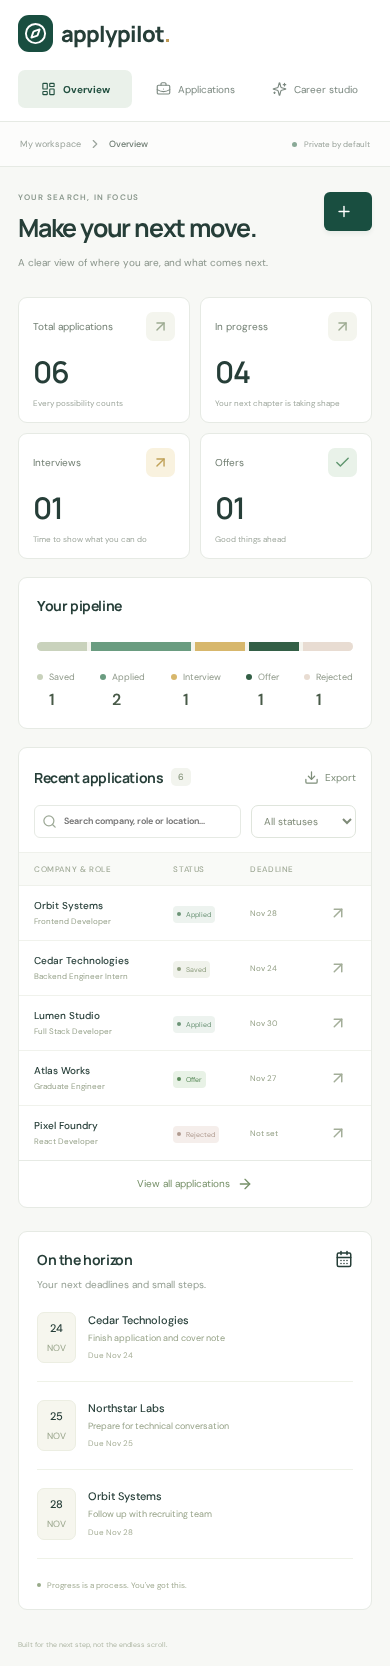 applypilot.
Overview
Applications
Career studio
My workspace
Overview
Private by default
YOUR SEARCH, IN FOCUS
Make your next move.
A clear view of where you are, and what comes next.
Total applications
06
Every possibility counts
In progress
04
Your next chapter is taking shape
Interviews
01
Time to show what you can do
Offers
01
Good things ahead
Your pipeline
Saved
1
Applied
2
Interview
1
Offer
1
Rejected
1
Recent applications 6
Export
Search company, role or location...
All statuses
COMPANY & ROLE STATUS DEADLINE
Orbit Systems
Frontend Developer
Applied
Nov 28
Cedar Technologies
Backend Engineer Intern
Saved
Nov 24
Lumen Studio
Full Stack Developer
Applied
Nov 30
Atlas Works
Graduate Engineer
Offer
Nov 27
Pixel Foundry
React Developer
Rejected
Not set
View all applications
On the horizon
Your next deadlines and small steps.
24
NOV
Cedar Technologies
Finish application and cover note
Due Nov 24
25
NOV
Northstar Labs
Prepare for technical conversation
Due Nov 25
28
NOV
Orbit Systems
Follow up with recruiting team
Due Nov 28
Progress is a process. You've got this.
Built for the next step, not the endless scroll.